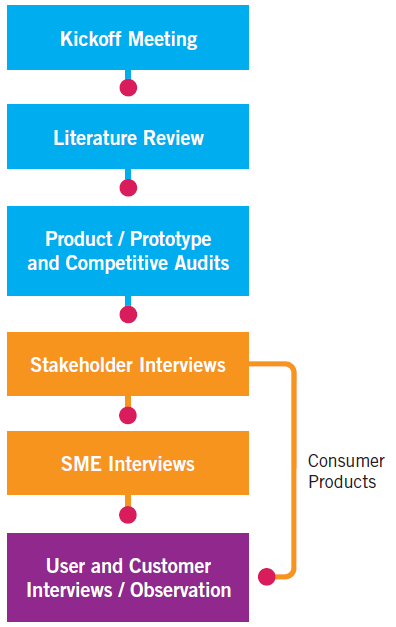 Kickoff Meeting
Literature Review
Product / Prototype
and Competitive Audits
Stakeholder Interviews
SME Interviews
Consumer
Products
User and Customer
Interviews / Observation